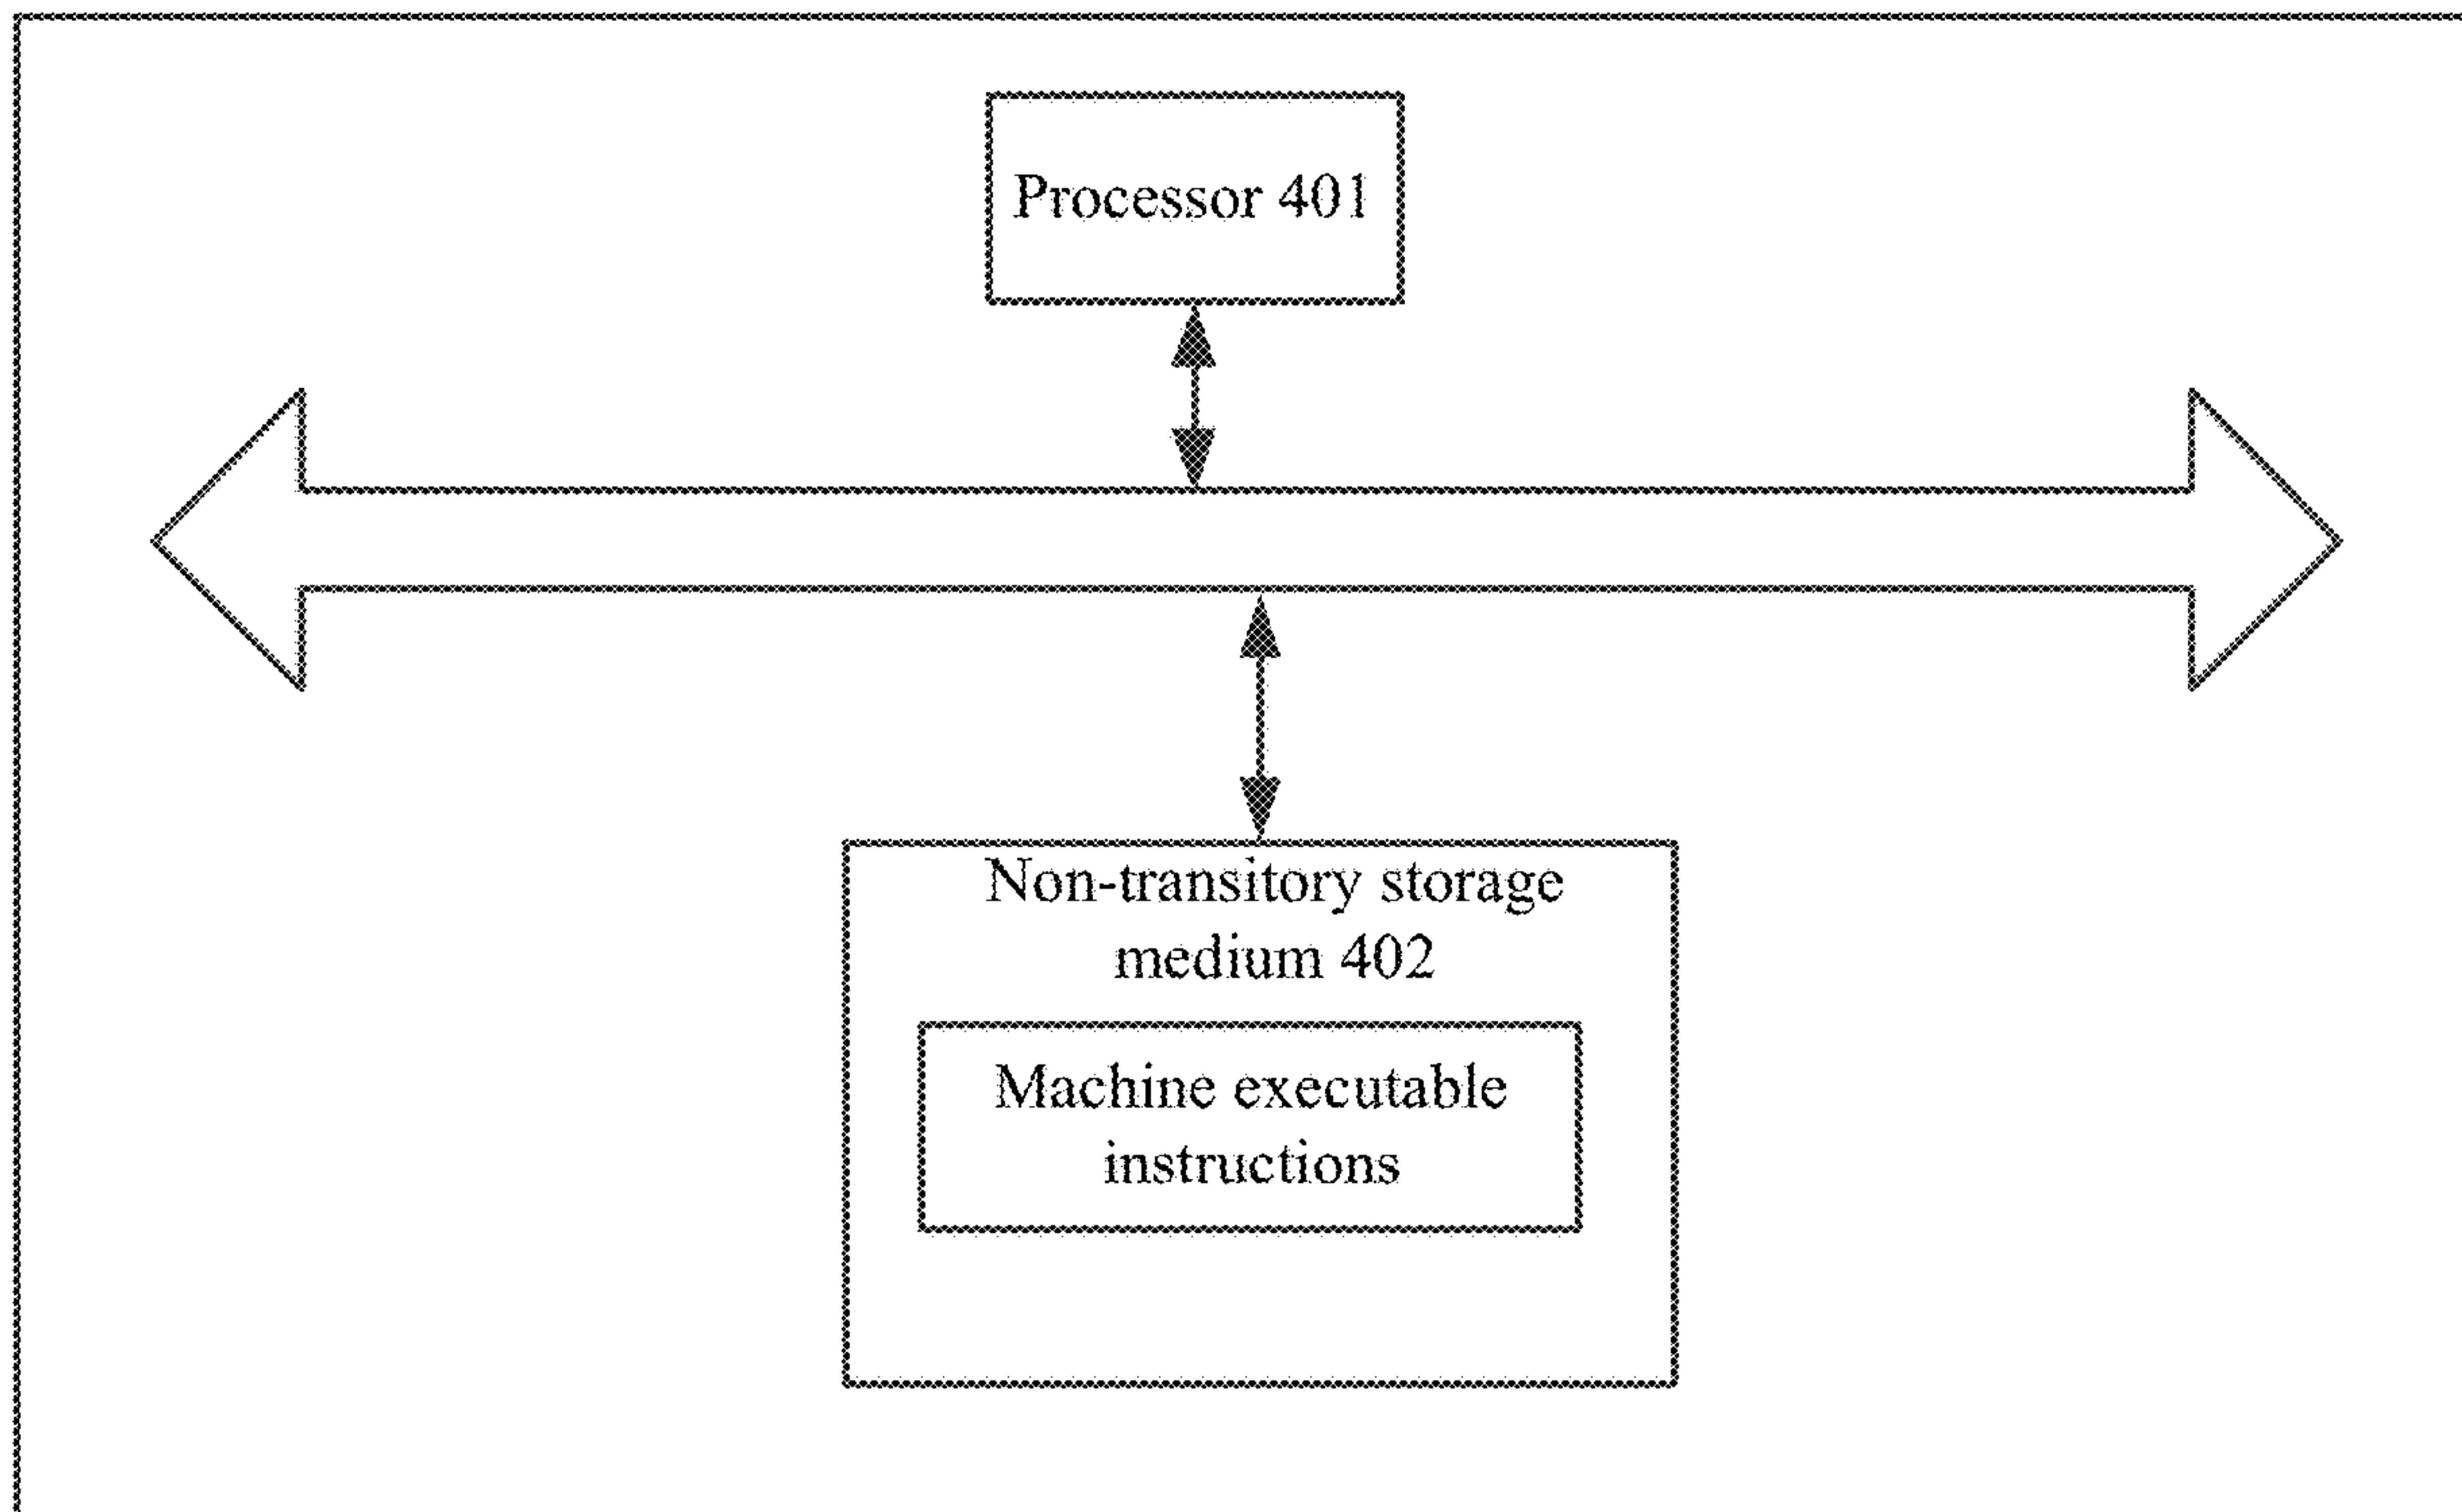 Processor 401
Non-transitory storage
medium 402
Machine executable
instructions